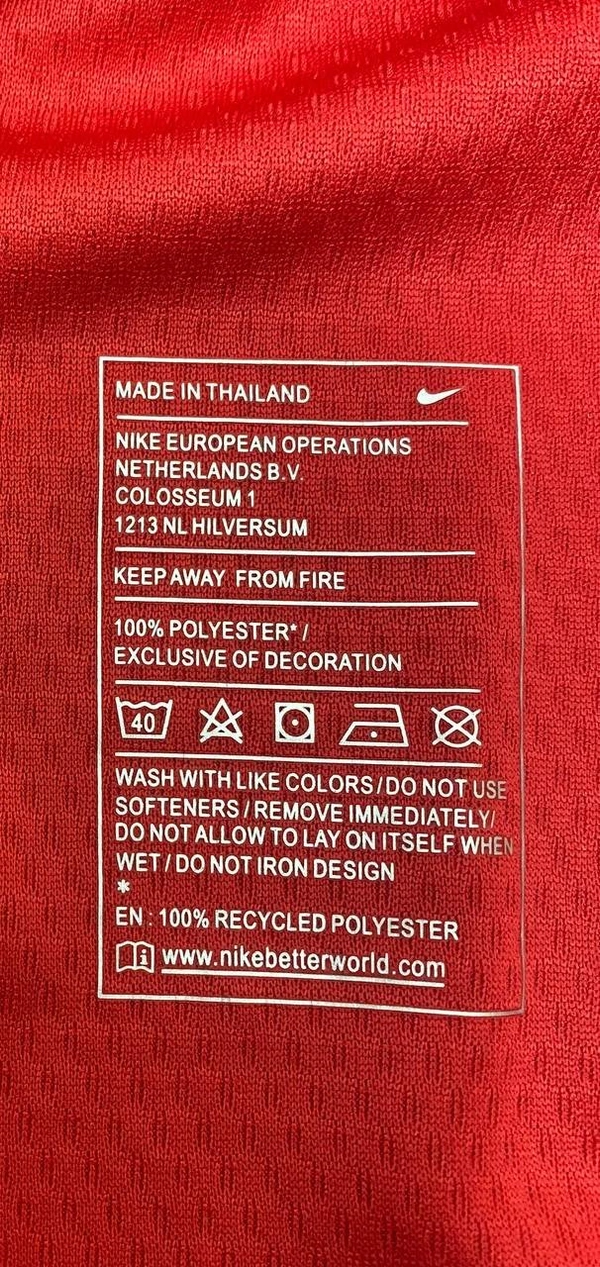 MADE IN THAILAND
NIKE EUROPEAN OPERATIONS
NETHERLANDS B.V.
COLOSSEUM 1
1213 NL HILVERSUM
KEEP AWAY FROM FIRE
100% POLYESTER* /
EXCLUSIVE OF DECORATION
40
WASH WITH LIKE COLORS / DO NOT USE
SOFTENERS / REMOVE IMMEDIATELY/
DO NOT ALLOW TO LAY ON ITSELF WHEN
WET / DO NOT IRON DESIGN
*
EN : 100% RECYCLED POLYESTER
www.nikebetterworld.com